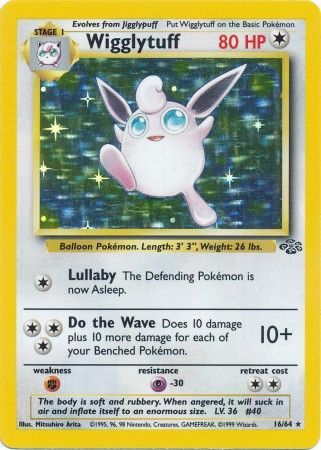 Evolves from Jigglypuff Put Wigglytuff on the Basic Pokémon
STAGE 1
Wigglytuff 80 HP
Balloon Pokémon. Length: 3' 3", Weight: 26 lbs.
Lullaby The Defending Pokémon is
now Asleep.
Do the Wave Does 10 damage
plus 10 more damage for each of
your Benched Pokémon.
10+
weakness resistance retreat cost
-30
The body is soft and rubbery. When angered, it will suck in
air and inflate itself to an enormous size. LV. 36 #40
Illus. Mitsuhiro Arita ©1995, 96, 98 Nintendo, Creatures, GAMEFREAK. ©1999 Wizards. 16/64 ★